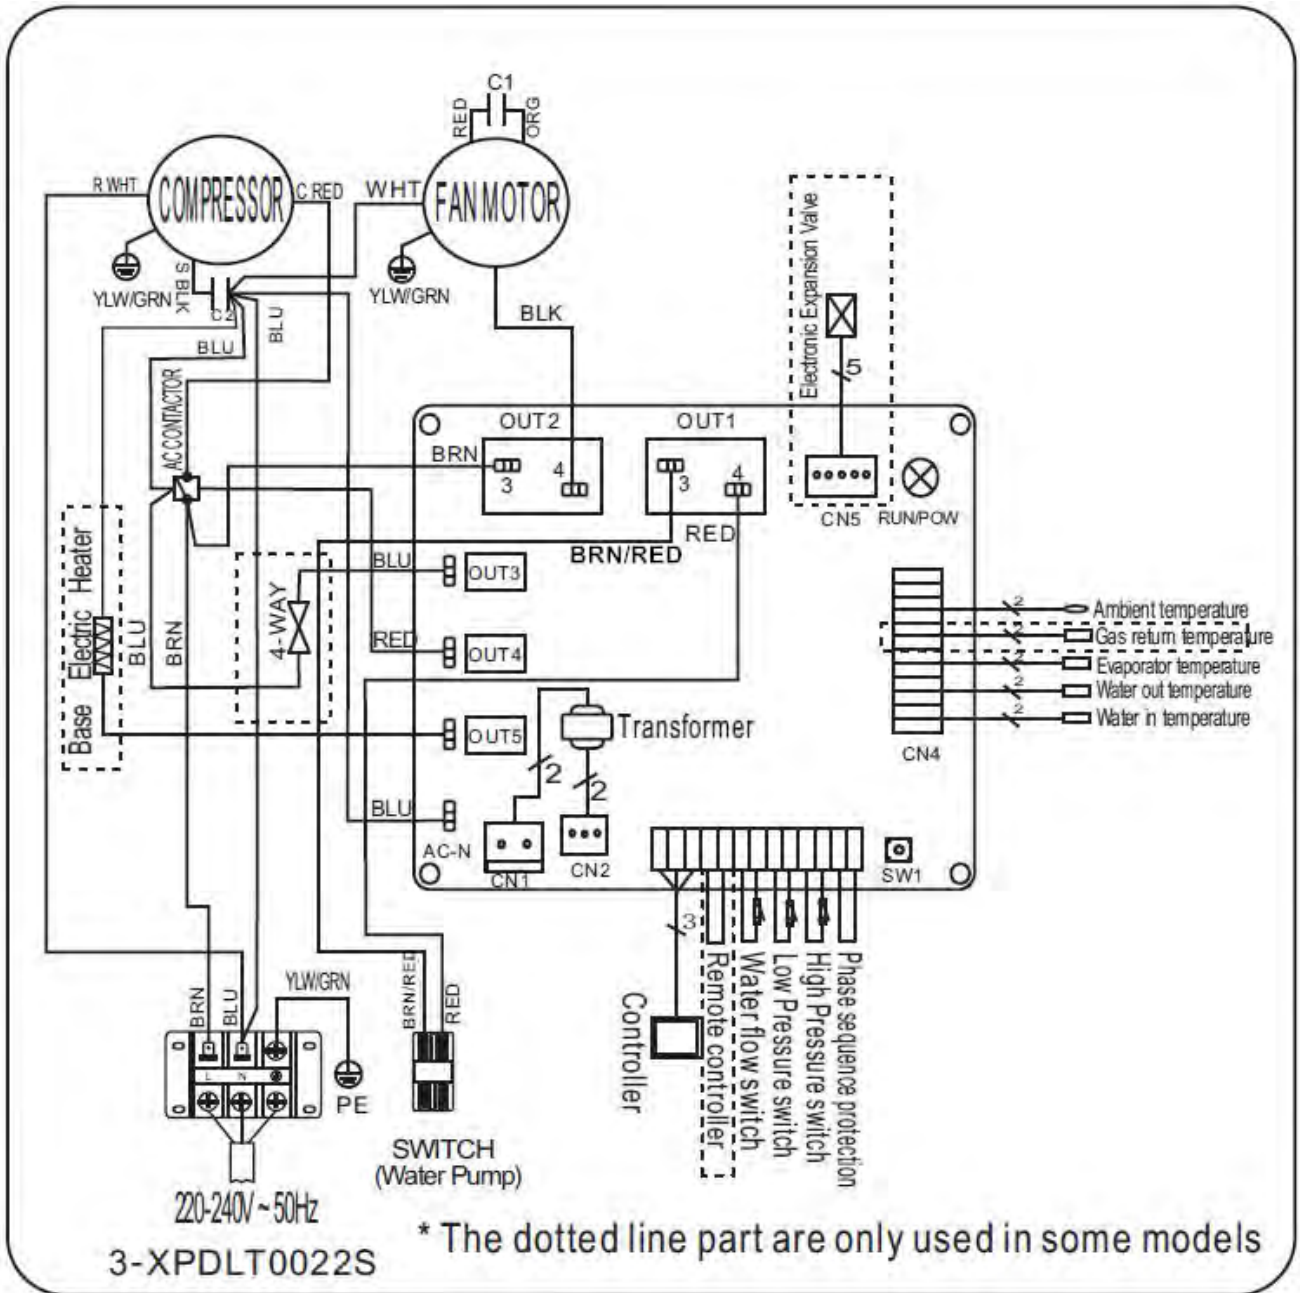 C1
RED
ORG
R WHT
COMPRESSOR
C RED
WHT
FAN MOTOR
YLW/GRN
S BLK
C2
BLU
BLU
YLW/GRN
BLK
Electronic Expansion Valve
5
AC CONTACTOR
OUT2
OUT1
BRN
3
4
3
4
CN5
RUN/POW
RED
BRN/RED
Base Electric Heater
BLU
BRN
4-WAY
BLU
OUT3
RED
OUT4
OUT5
Transformer
2
2
BLU
AC-N
CN1
CN2
2
Ambient temperature
2
Gas return temperature
2
Evaporator temperature
2
Water out temperature
2
Water in temperature
CN4
SW1
3
Controller
Remote controller
Water flow switch
Low Pressure switch
High Pressure switch
Phase sequence protection
BRN
BLU
YLW/GRN
BRN/RED
RED
L
N
PE
SWITCH
(Water Pump)
220-240V ~ 50Hz
3-XPDLT0022S
* The dotted line part are only used in some models